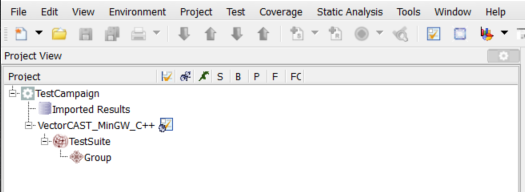 File Edit View Environment Project Test Coverage Static Analysis Tools Window Help
Project View
Project S B P F FC
TestCampaign
Imported Results
VectorCAST_MinGW_C++
TestSuite
Group